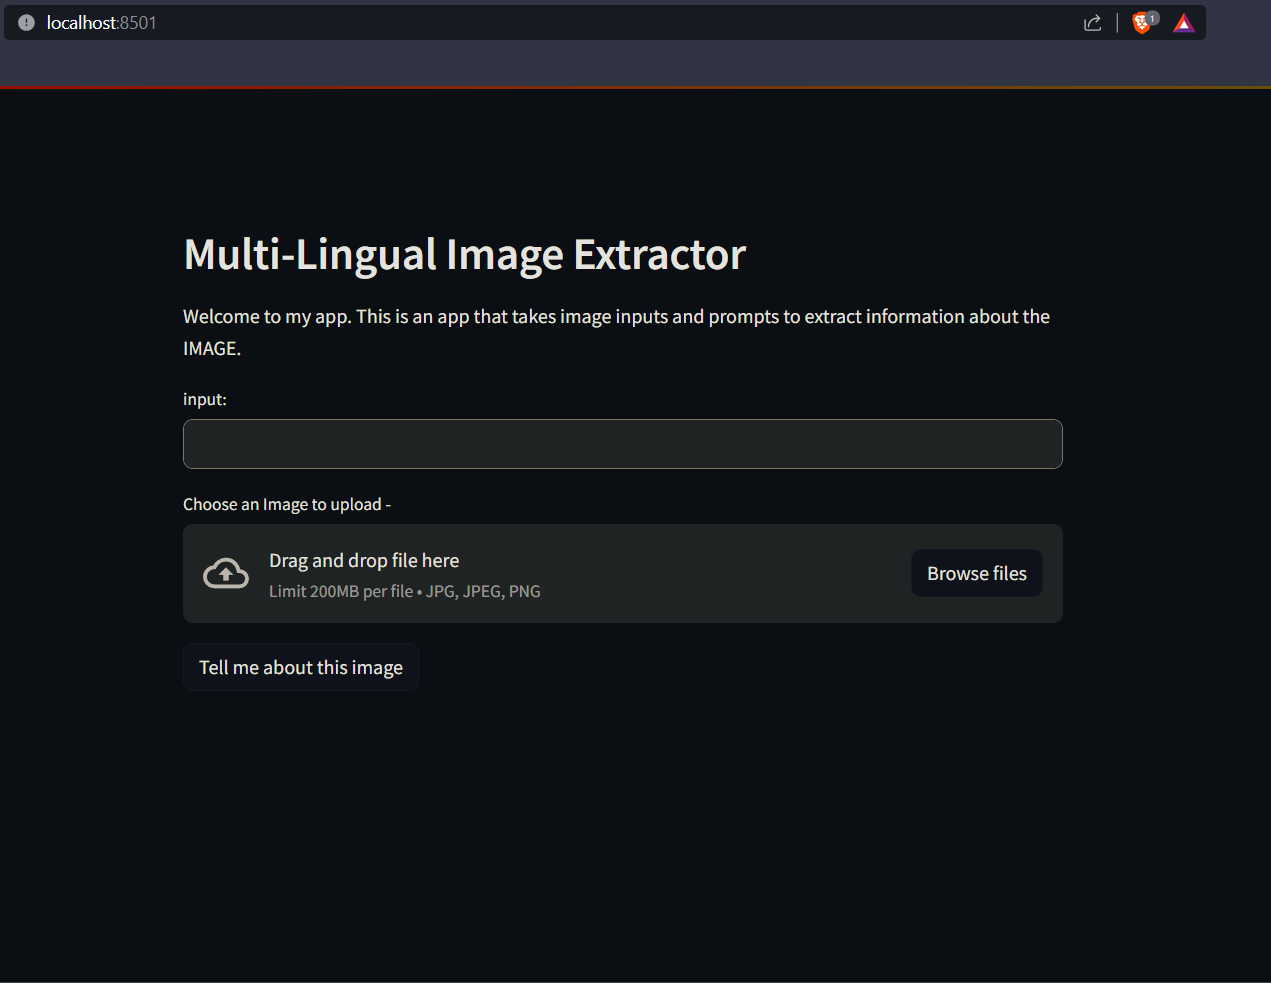 localhost:8501
1
Multi-Lingual Image Extractor
Welcome to my app. This is an app that takes image inputs and prompts to extract information about the
IMAGE.
input:
Choose an Image to upload -
Drag and drop file here
Limit 200MB per file • JPG, JPEG, PNG
Browse files
Tell me about this image